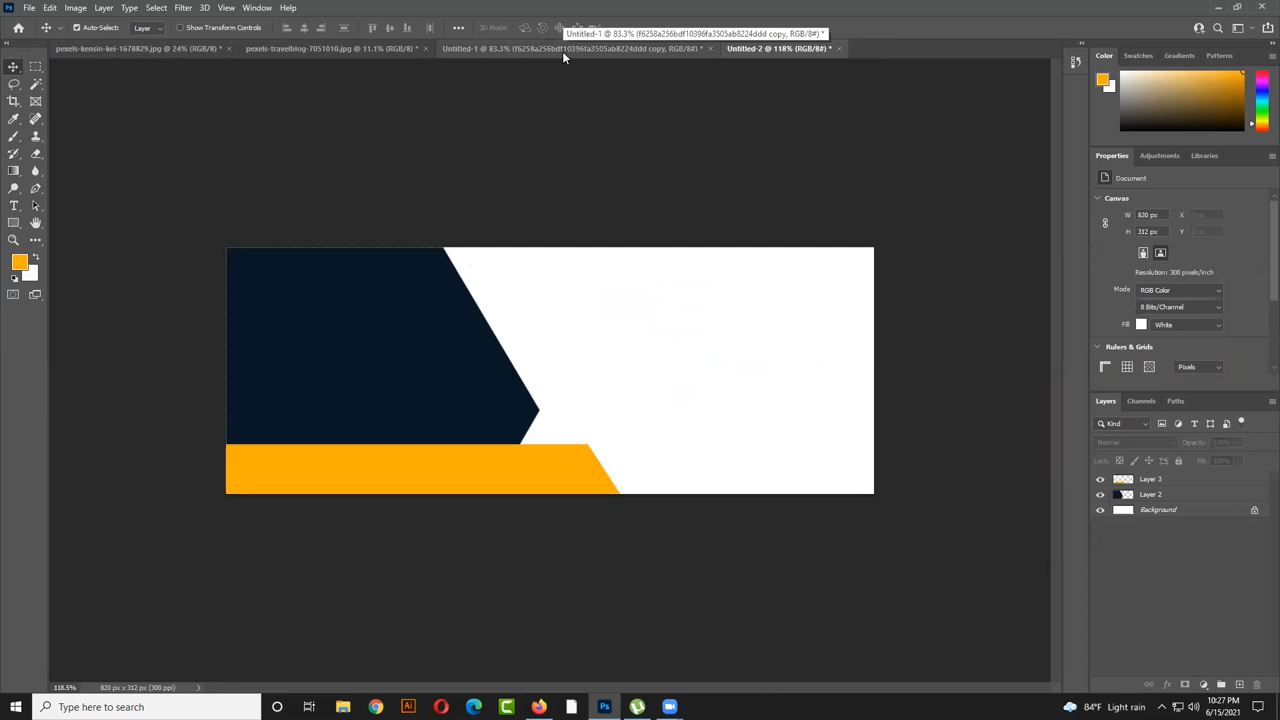 Ps File Edit Image Layer Type Select Filter 3D View Window Help
Auto-Select: Layer Show Transform Controls 3D Mode:
Untitled-1 @ 83.3% (f6258a256bdf10396fa3505ab8224ddd copy, RGB/8#) *
pexels-kensin-kei-1678829.jpg @ 24% (RGB/8) * × pexels-travelblog-7051010.jpg @ 11.1% (RGB/8#) * × Untitled-1 @ 83.3% (f6258a256bdf10396fa3505ab8224ddd copy, RGB/8#) * × Untitled-2 @ 118% (RGB/8#) * ×
Color Swatches Gradients Patterns
Properties Adjustments Libraries
Document
Canvas
W 820 px X
H 312 px Y
Resolution: 300 pixels/inch
Mode RGB Color
8 Bits/Channel
Fill White
Rulers & Grids
Pixels
Layers Channels Paths
Kind
Normal Opacity: 100%
Lock: Fill: 100%
Layer 3
Layer 2
Background
118.5% 820 px x 312 px (300 ppi)
Type here to search
Ai
Ps
84°F Light rain
10:27 PM
6/15/2021